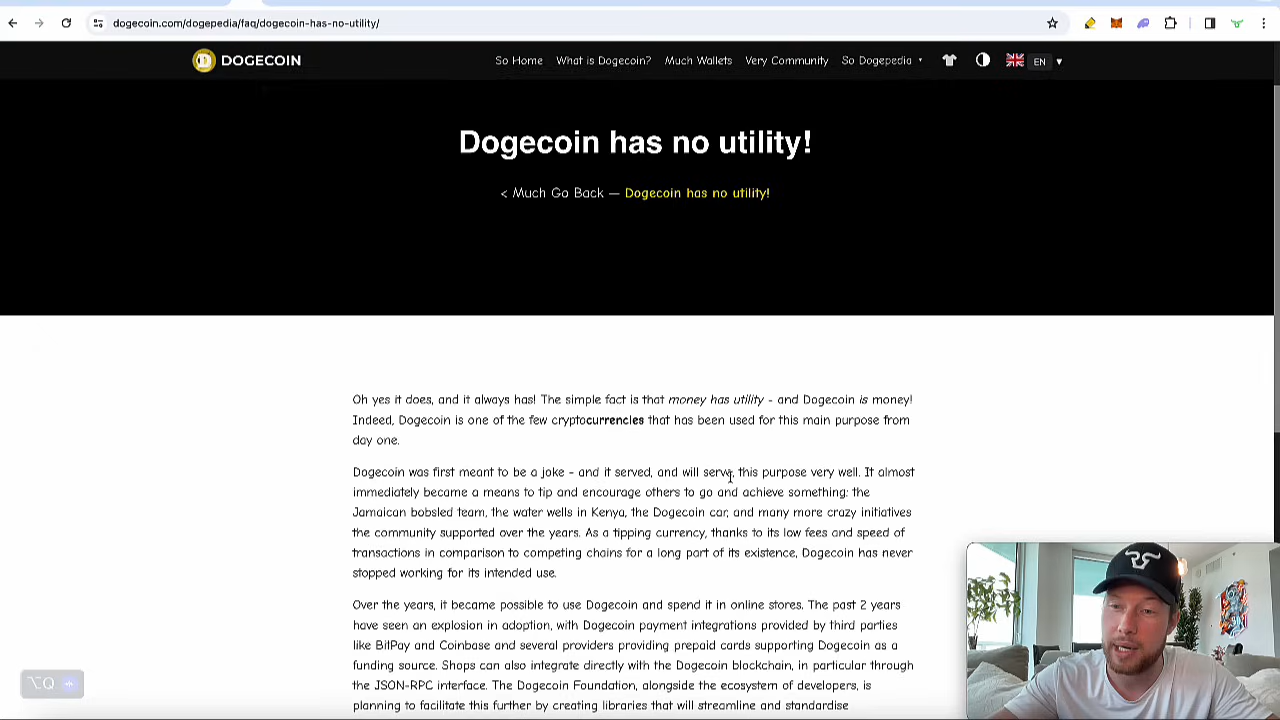 dogecoin.com/dogepedia/faq/dogecoin-has-no-utility/
DOGECOIN
So Home What is Dogecoin? Much Wallets Very Community So Dogepedia EN
Dogecoin has no utility!
< Much Go Back — Dogecoin has no utility!
Oh yes it does, and it always has! The simple fact is that money has utility - and Dogecoin is money!
Indeed, Dogecoin is one of the few cryptocurrencies that has been used for this main purpose from
day one.
Dogecoin was first meant to be a joke - and it served, and will serve, this purpose very well. It almost
immediately became a means to tip and encourage others to go and achieve something: the
Jamaican bobsled team, the water wells in Kenya, the Dogecoin car, and many more crazy initiatives
the community supported over the years. As a tipping currency, thanks to its low fees and speed of
transactions in comparison to competing chains for a long part of its existence, Dogecoin has never
stopped working for its intended use.
Over the years, it became possible to use Dogecoin and spend it in online stores. The past 2 years
have seen an explosion in adoption, with Dogecoin payment integrations provided by third parties
like BitPay and Coinbase and several providers providing prepaid cards supporting Dogecoin as a
funding source. Shops can also integrate directly with the Dogecoin blockchain, in particular through
the JSON-RPC interface. The Dogecoin Foundation, alongside the ecosystem of developers, is
planning to facilitate this further by creating libraries that will streamline and standardise
⌥Q